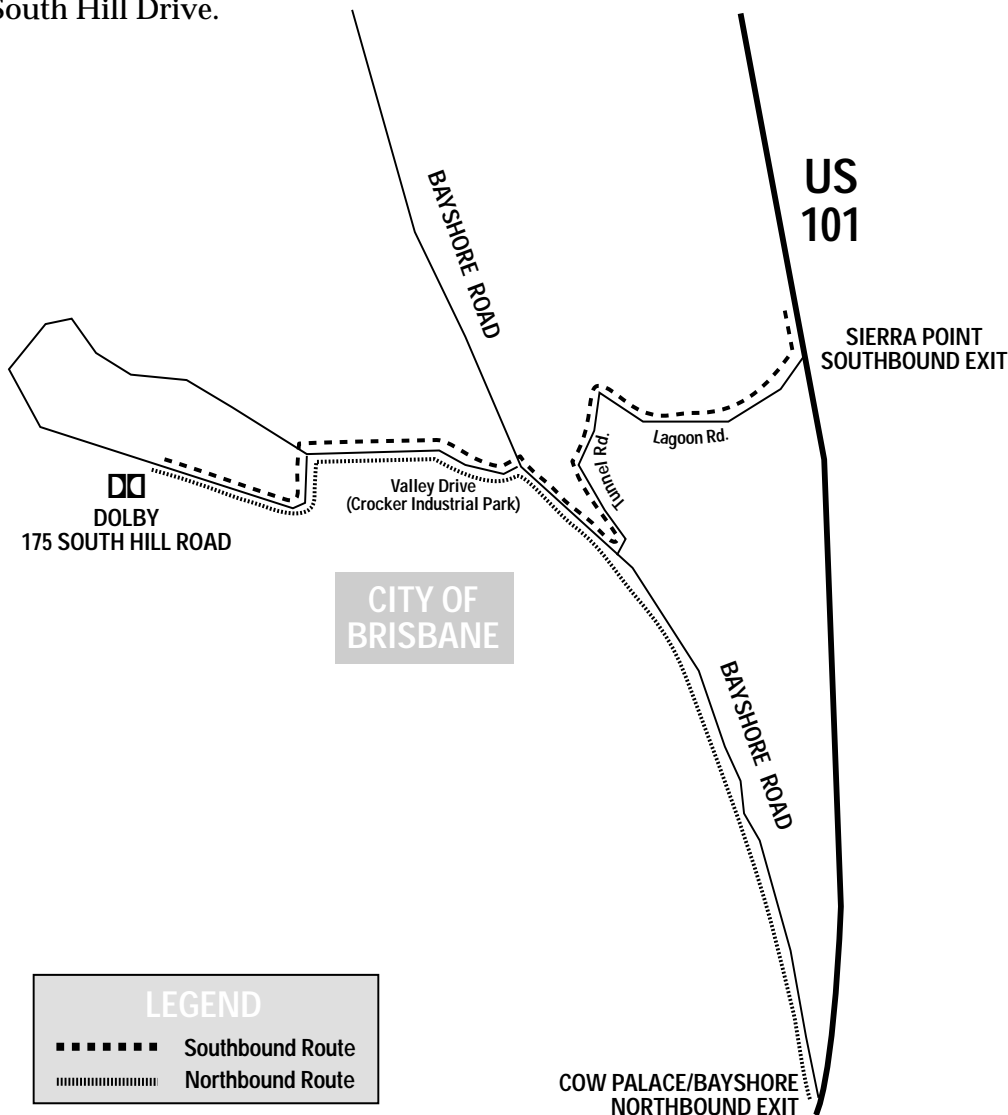 South Hill Drive.
BAYSHORE ROAD
US
101
SIERRA POINT
SOUTHBOUND EXIT
Lagoon Rd.
Tunnel Rd.
Valley Drive
(Crocker Industrial Park)
DOLBY
175 SOUTH HILL ROAD
CITY OF
BRISBANE
BAYSHORE ROAD
LEGEND
Southbound Route
Northbound Route
COW PALACE/BAYSHORE
NORTHBOUND EXIT